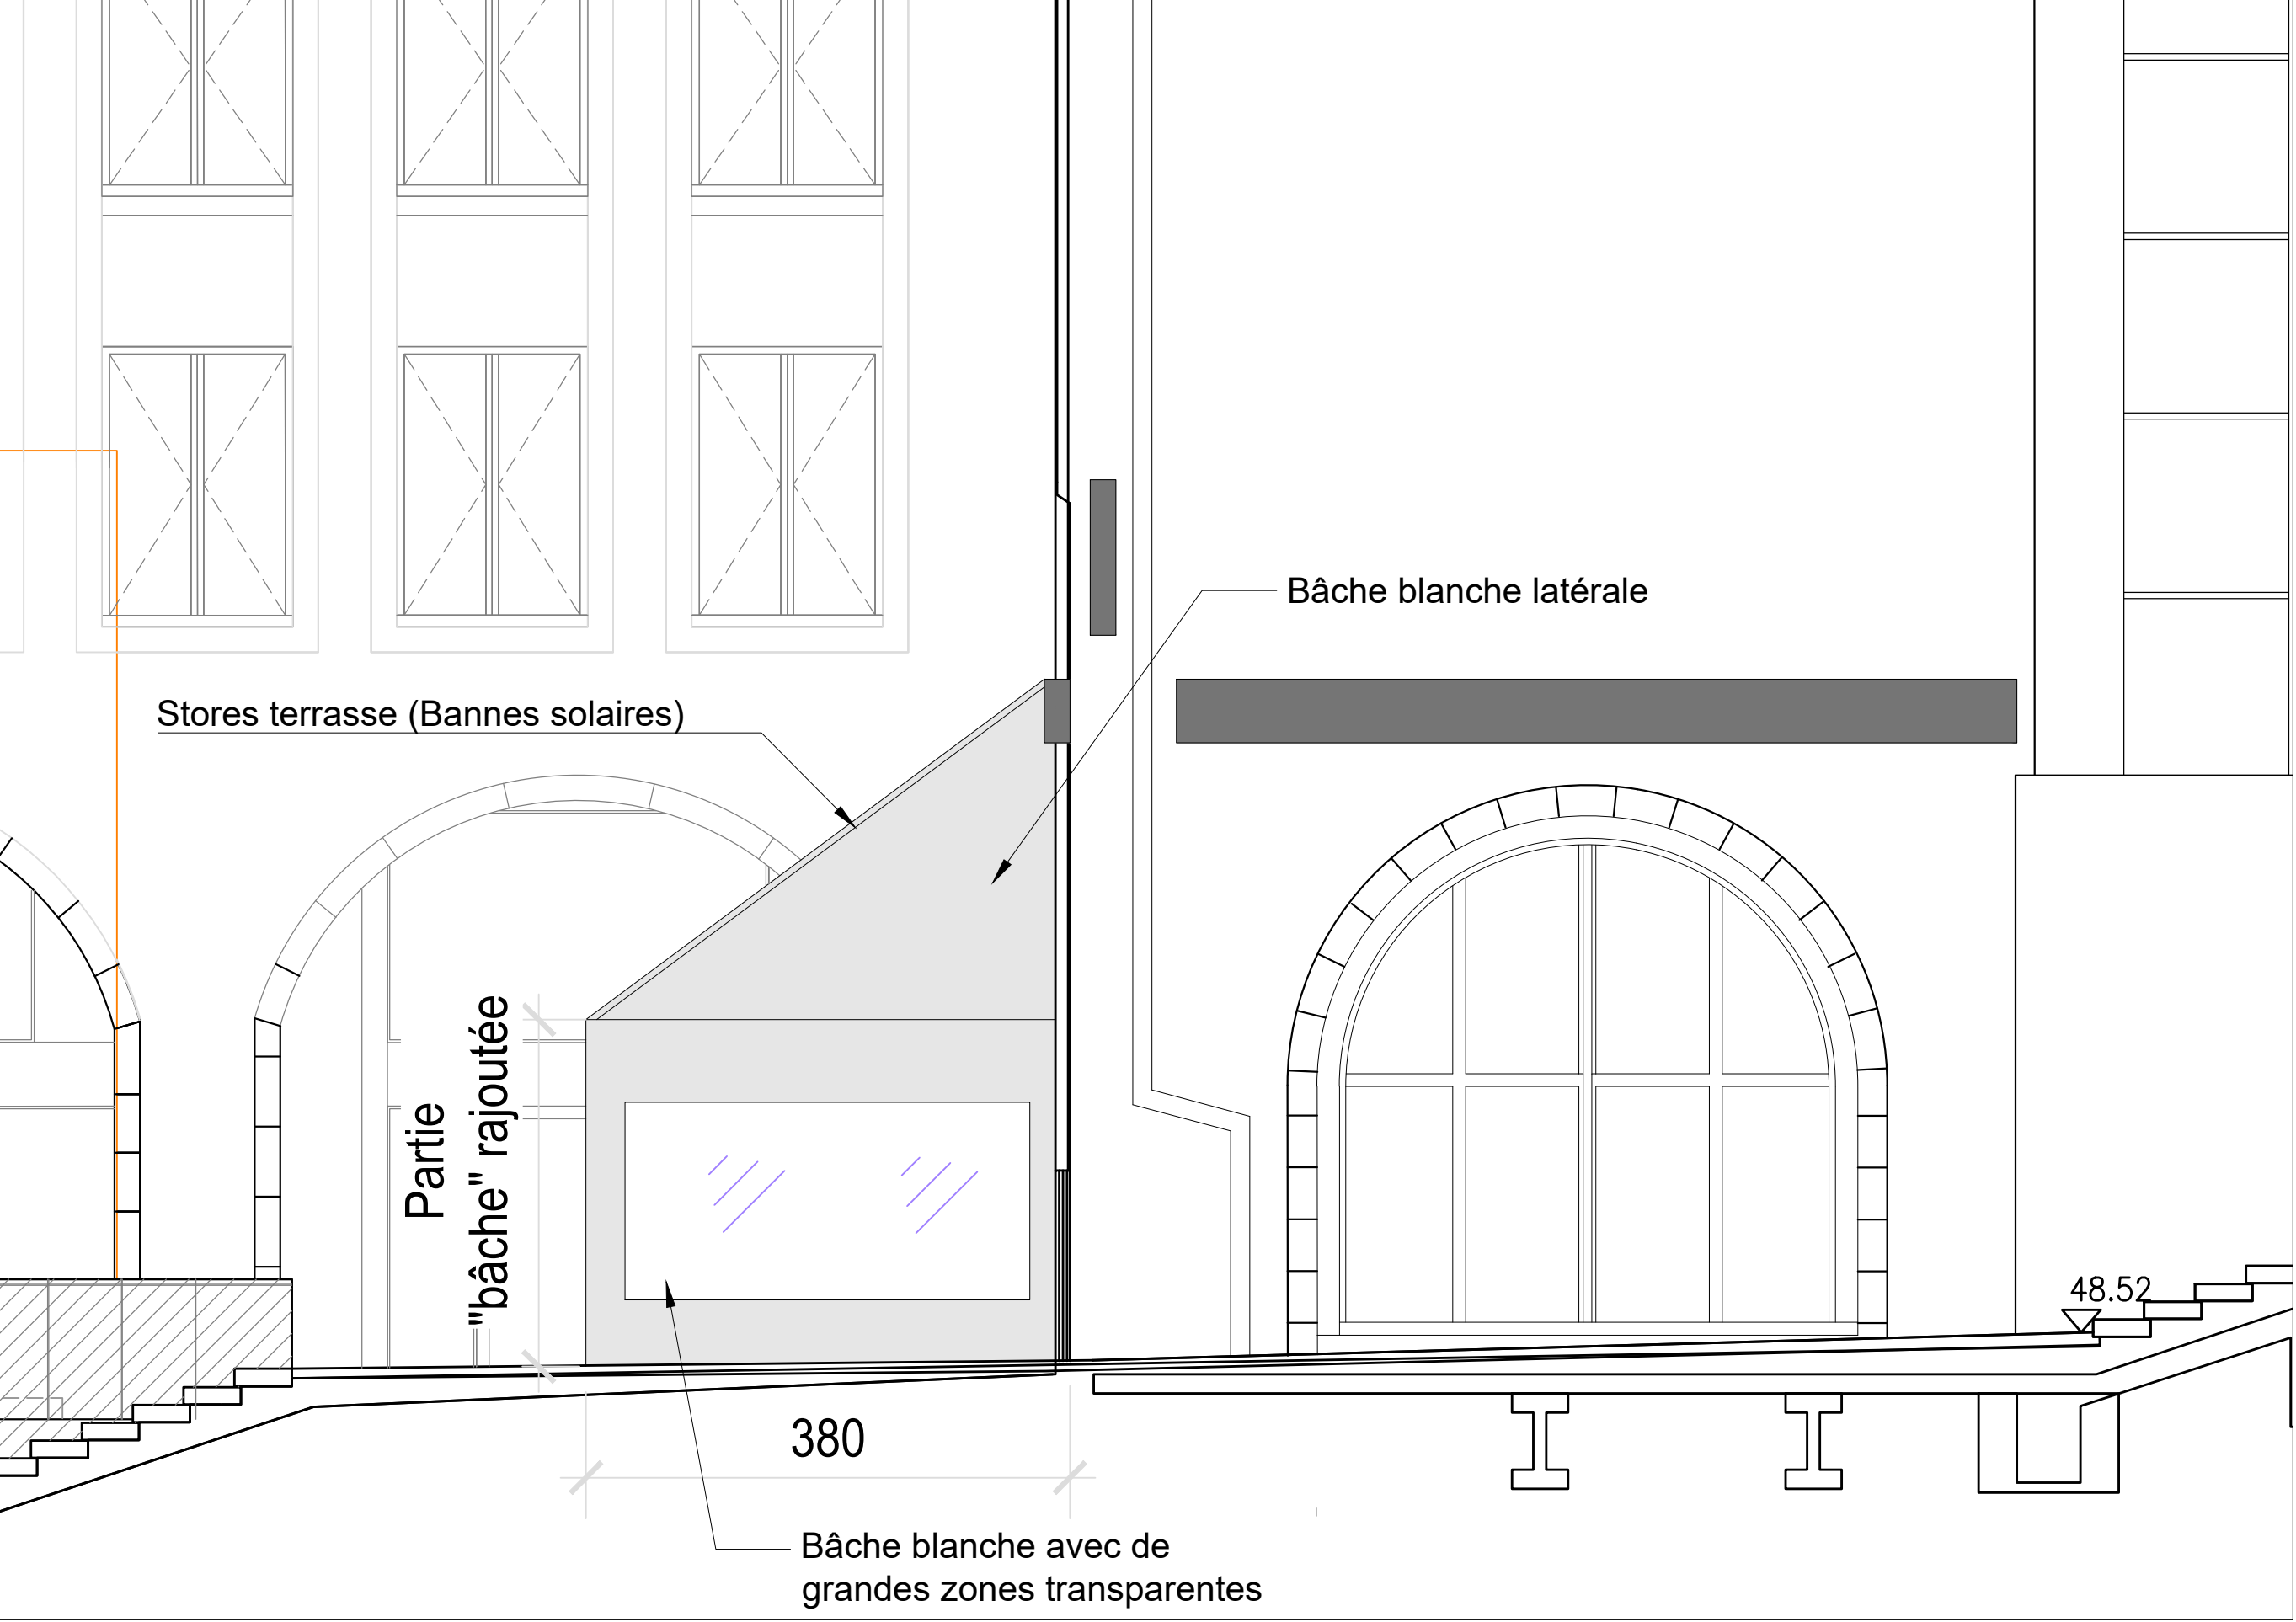 Bâche blanche latérale
Stores terrasse (Bannes solaires)
Partie
"bâche" rajoutée
48.52
380
Bâche blanche avec de
grandes zones transparentes